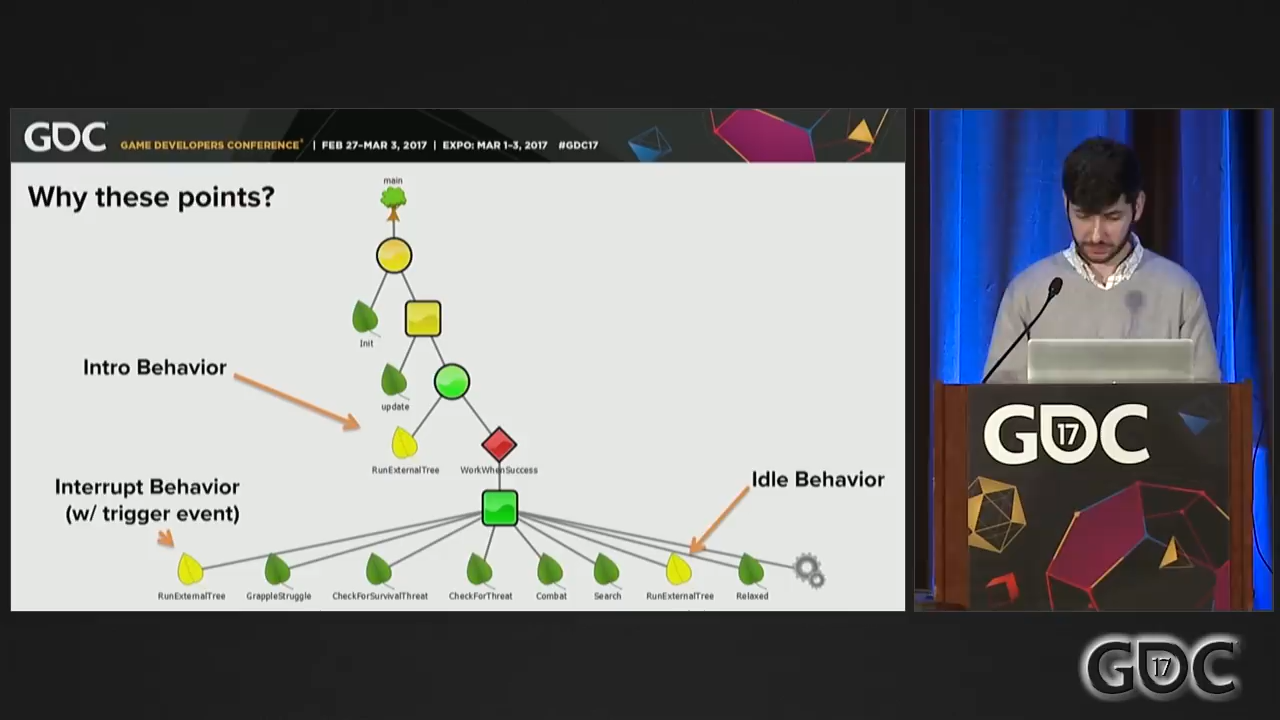 GDC GAME DEVELOPERS CONFERENCE® | FEB 27-MAR 3, 2017 | EXPO: MAR 1-3, 2017 #GDC17
Why these points?
main
Init
Intro Behavior
update
RunExternalTree
WorkWhenSuccess
Interrupt Behavior
(w/ trigger event)
Idle Behavior
RunExternalTree
GrappleStruggle
CheckForSurvivalThreat
CheckForThreat
Combat
Search
RunExternalTree
Relaxed
GDC 17
GDC 17